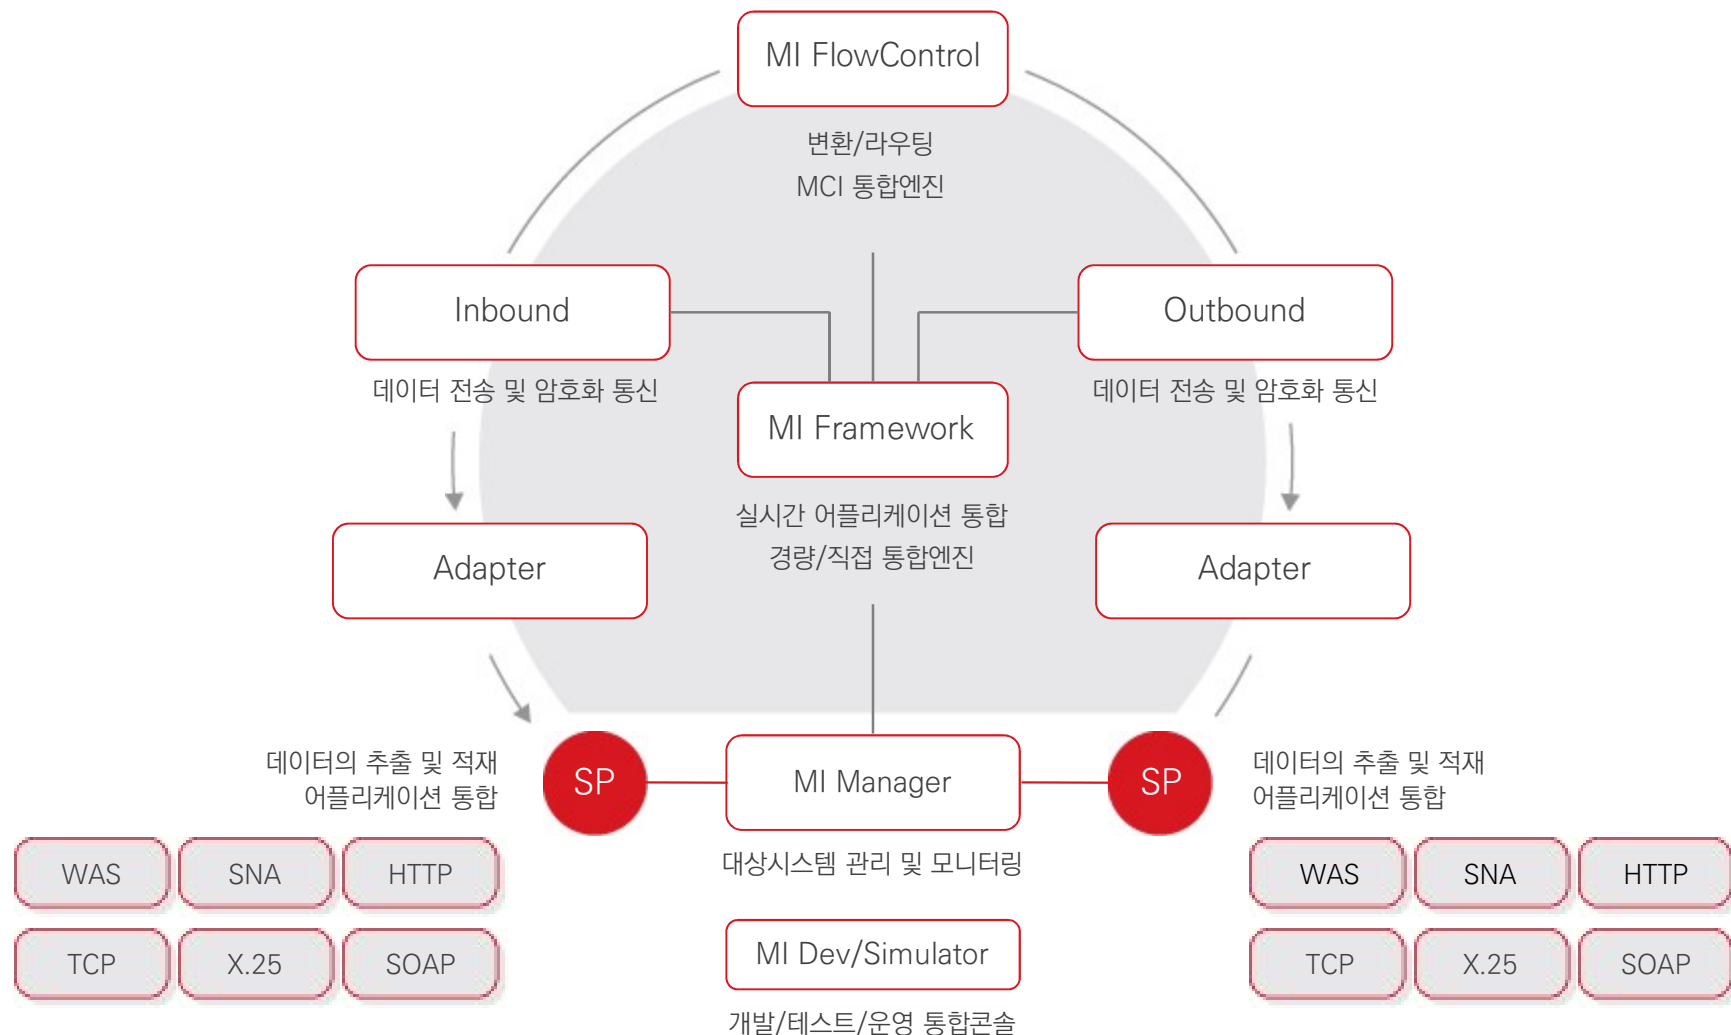 MI FlowControl
변환/라우팅
MCI 통합엔진
Inbound
데이터 전송 및 암호화 통신
Outbound
데이터 전송 및 암호화 통신
MI Framework
실시간 어플리케이션 통합
경량/직접 통합엔진
Adapter
Adapter
데이터의 추출 및 적재
어플리케이션 통합
SP
MI Manager
SP
데이터의 추출 및 적재
어플리케이션 통합
대상시스템 관리 및 모니터링
WAS SNA HTTP
TCP X.25 SOAP
WAS SNA HTTP
TCP X.25 SOAP
MI Dev/Simulator
개발/테스트/운영 통합콘솔